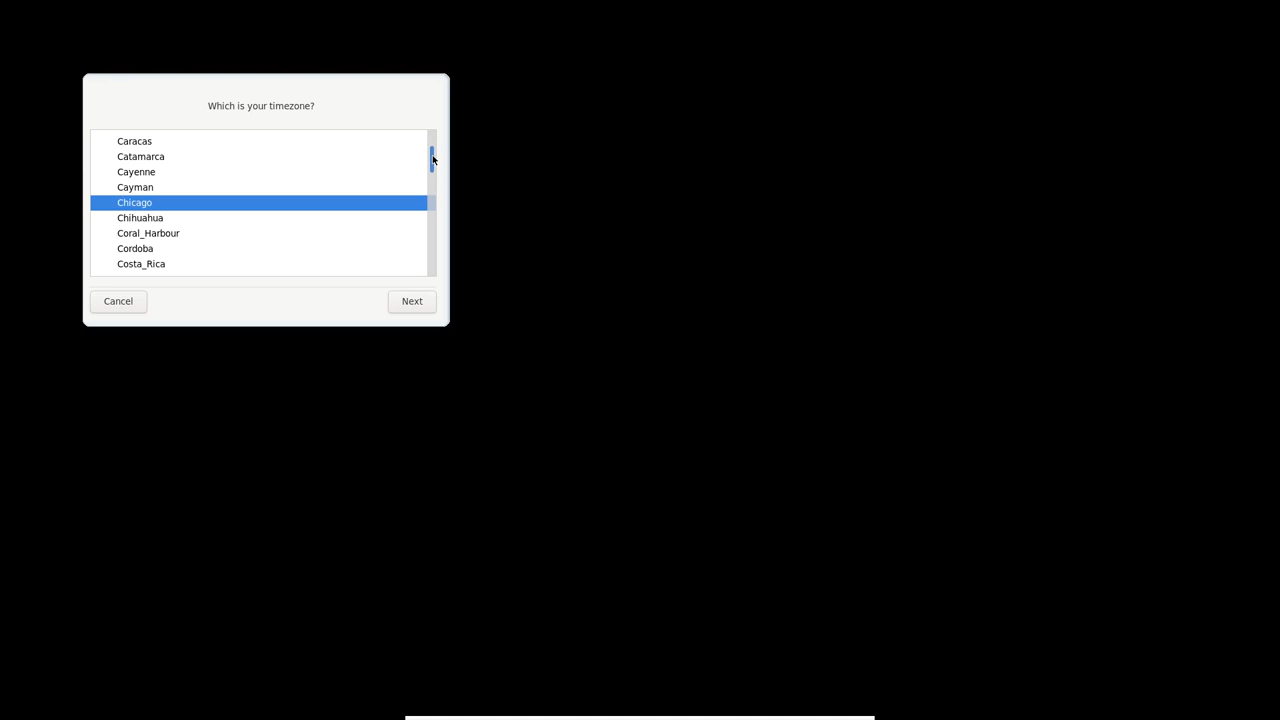 Which is your timezone?
Caracas
Catamarca
Cayenne
Cayman
Chicago
Chihuahua
Coral_Harbour
Cordoba
Costa_Rica
Cancel
Next